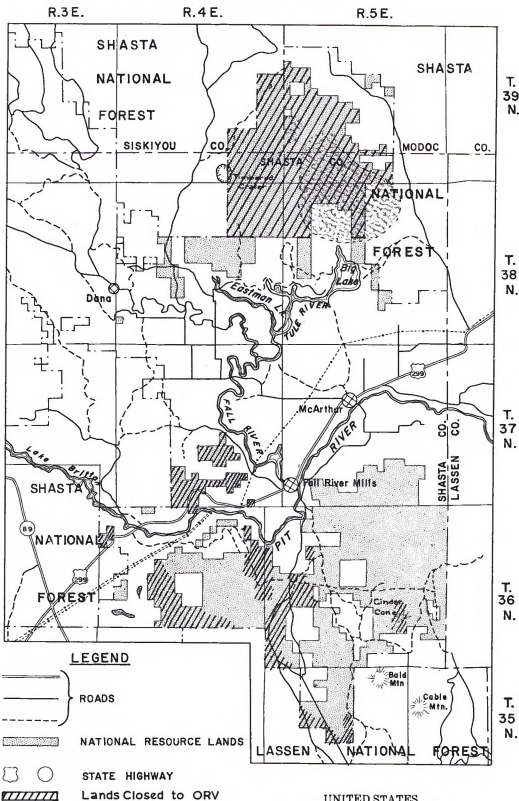 R.3E. R.4E. R.5E.
SHASTA
NATIONAL
FOREST
SHASTA
T. 39 N.
SISKIYOU CO. MODOC CO.
SHASTA CO.
Timbered Crater
NATIONAL
FOREST
T. 38 N.
Big Lake
Eastman L.
TULE RIVER
Dana
299
McArthur
FALL RIVER
RIVER
T. 37 N.
SHASTA CO.
LASSEN CO.
Lake Britton
SHASTA
Fall River Mills
PIT
89
NATIONAL
299
FOREST
T. 36 N.
Cinder Cone
LEGEND
Bald Mtn
Cable Mtn.
ROADS
T. 35 N.
NATIONAL RESOURCE LANDS
LASSEN NATIONAL FOREST
STATE HIGHWAY
Lands Closed to ORV
UNITED STATES